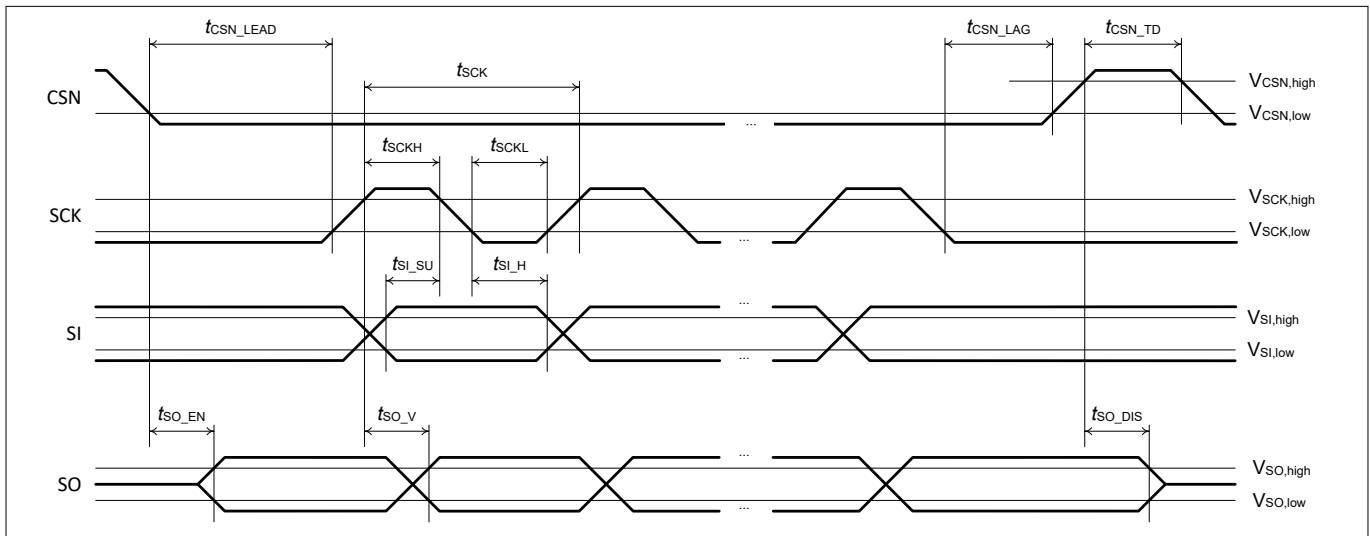 tCSN_LEAD tCSN_LAG tCSN_TD
tSCK
CSN
VCSN,high
VCSN,low
...
tSCKH tSCKL
SCK
VSCK,high
VSCK,low
...
tSI_SU tSI_H
...
SI
VSI,high
VSI,low
...
tSO_EN tSO_V tSO_DIS
...
SO
VSO,high
VSO,low
...